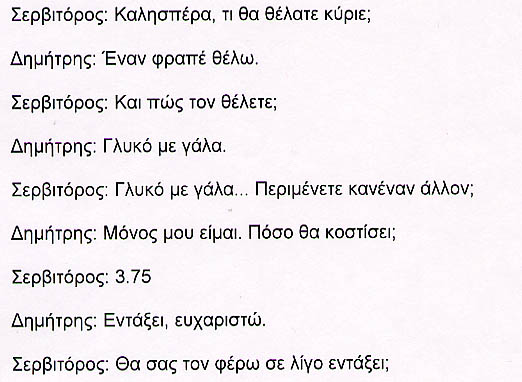 Σερβιτόρος: Καλησπέρα, τι θα θέλατε κύριε;
Δημήτρης: Έναν φραπέ θέλω.
Σερβιτόρος: Και πώς τον θέλετε;
Δημήτρης: Γλυκό με γάλα.
Σερβιτόρος: Γλυκό με γάλα... Περιμένετε κανέναν άλλον;
Δημήτρης: Μόνος μου είμαι. Πόσο θα κοστίσει;
Σερβιτόρος: 3.75
Δημήτρης: Εντάξει, ευχαριστώ.
Σερβιτόρος: Θα σας τον φέρω σε λίγο εντάξει;